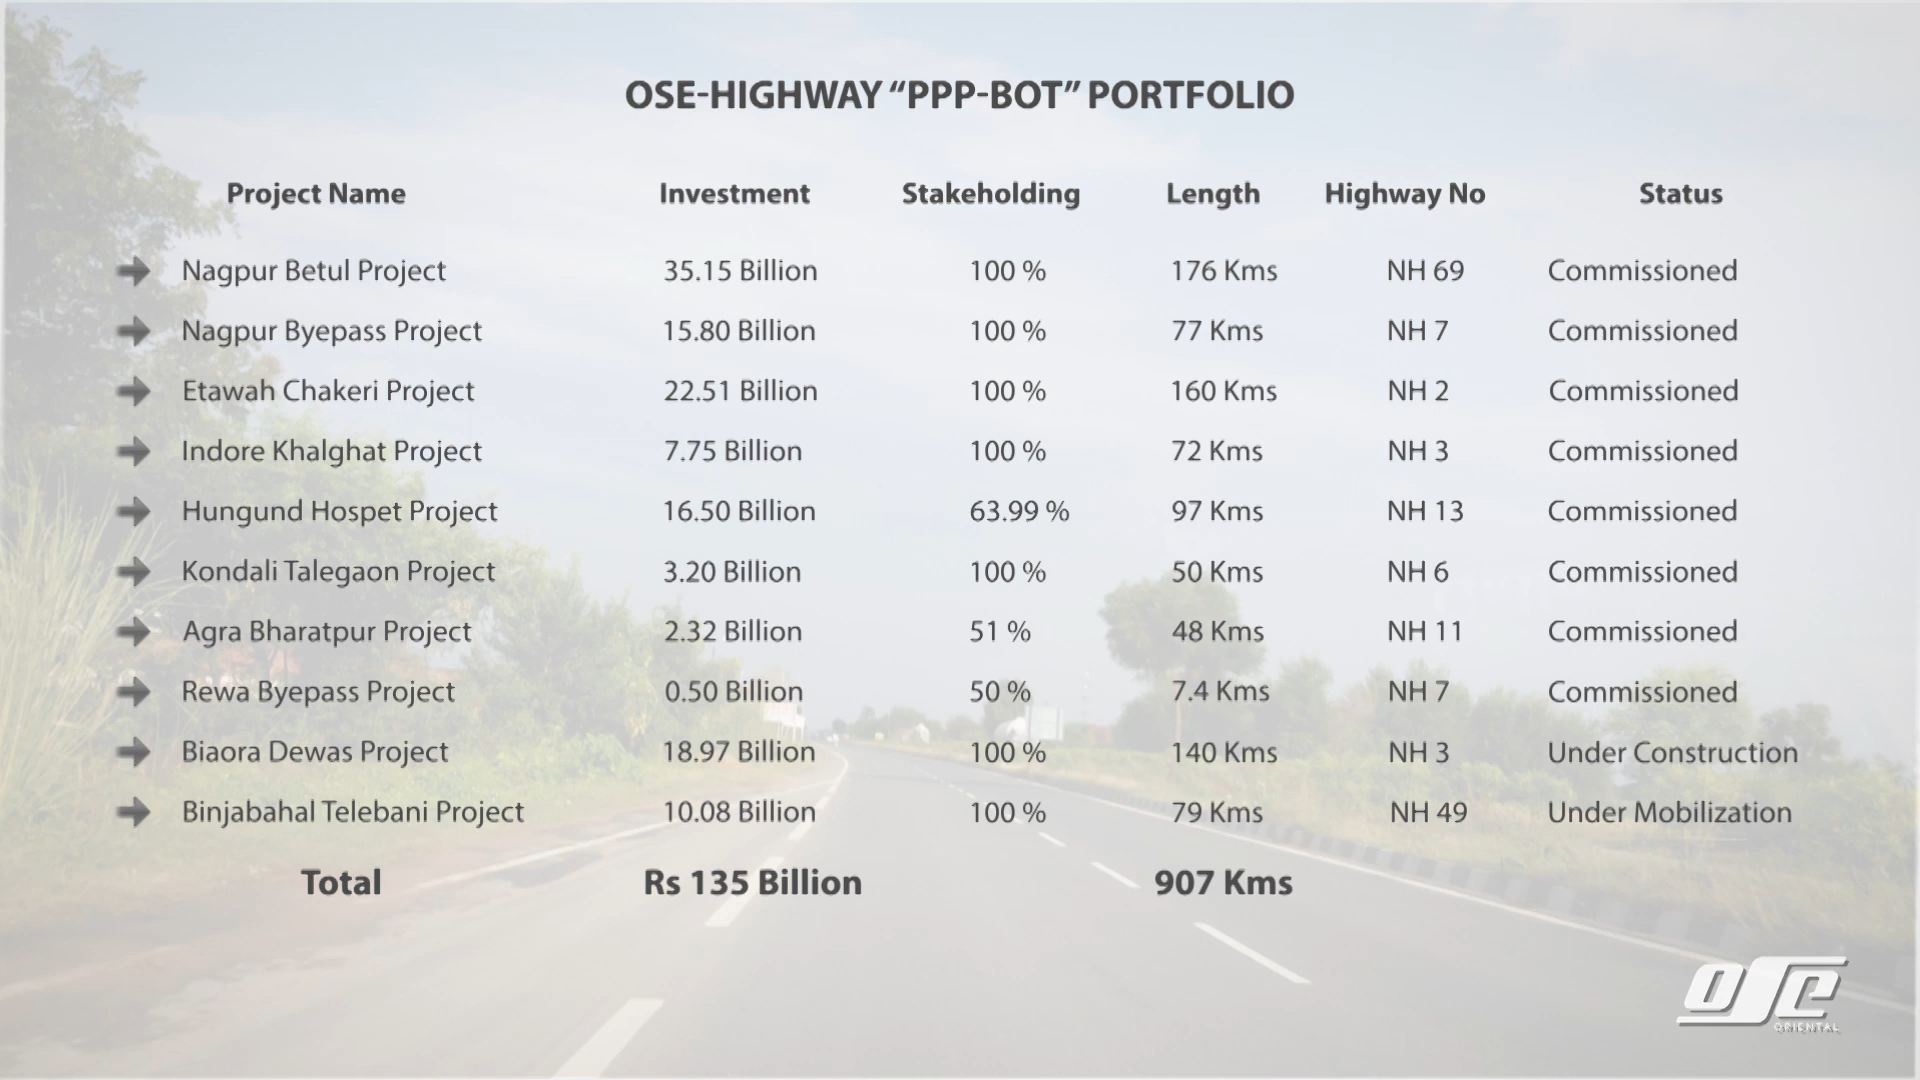 OSE-HIGHWAY “PPP-BOT” PORTFOLIO
Project Name Investment Stakeholding Length Highway No Status
Nagpur Betul Project 35.15 Billion 100 % 176 Kms NH 69 Commissioned
Nagpur Byepass Project 15.80 Billion 100 % 77 Kms NH 7 Commissioned
Etawah Chakeri Project 22.51 Billion 100 % 160 Kms NH 2 Commissioned
Indore Khalghat Project 7.75 Billion 100 % 72 Kms NH 3 Commissioned
Hungund Hospet Project 16.50 Billion 63.99 % 97 Kms NH 13 Commissioned
Kondali Talegaon Project 3.20 Billion 100 % 50 Kms NH 6 Commissioned
Agra Bharatpur Project 2.32 Billion 51 % 48 Kms NH 11 Commissioned
Rewa Byepass Project 0.50 Billion 50 % 7.4 Kms NH 7 Commissioned
Biaora Dewas Project 18.97 Billion 100 % 140 Kms NH 3 Under Construction
Binjabahal Telebani Project 10.08 Billion 100 % 79 Kms NH 49 Under Mobilization
Total Rs 135 Billion 907 Kms
OSE
ORIENTAL